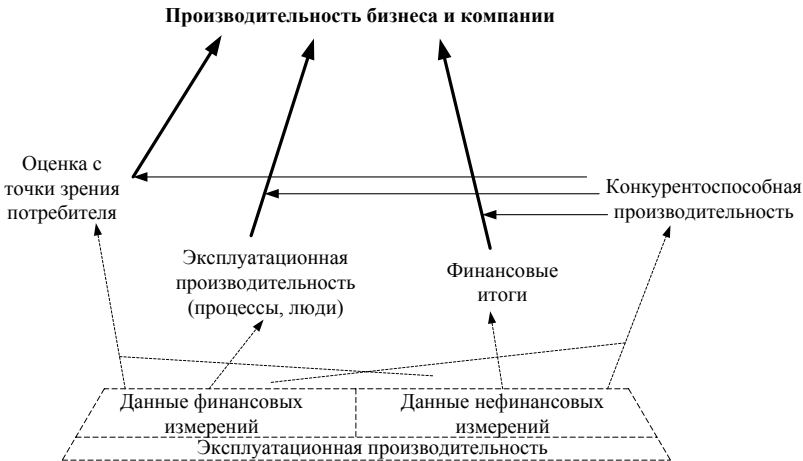 Производительность бизнеса и компании
Оценка с
точки зрения
потребителя
Конкурентоспособная
производительность
Эксплуатационная
производительность
(процессы, люди)
Финансовые
итоги
Данные финансовых
измерений
Данные нефинансовых
измерений
Эксплуатационная производительность